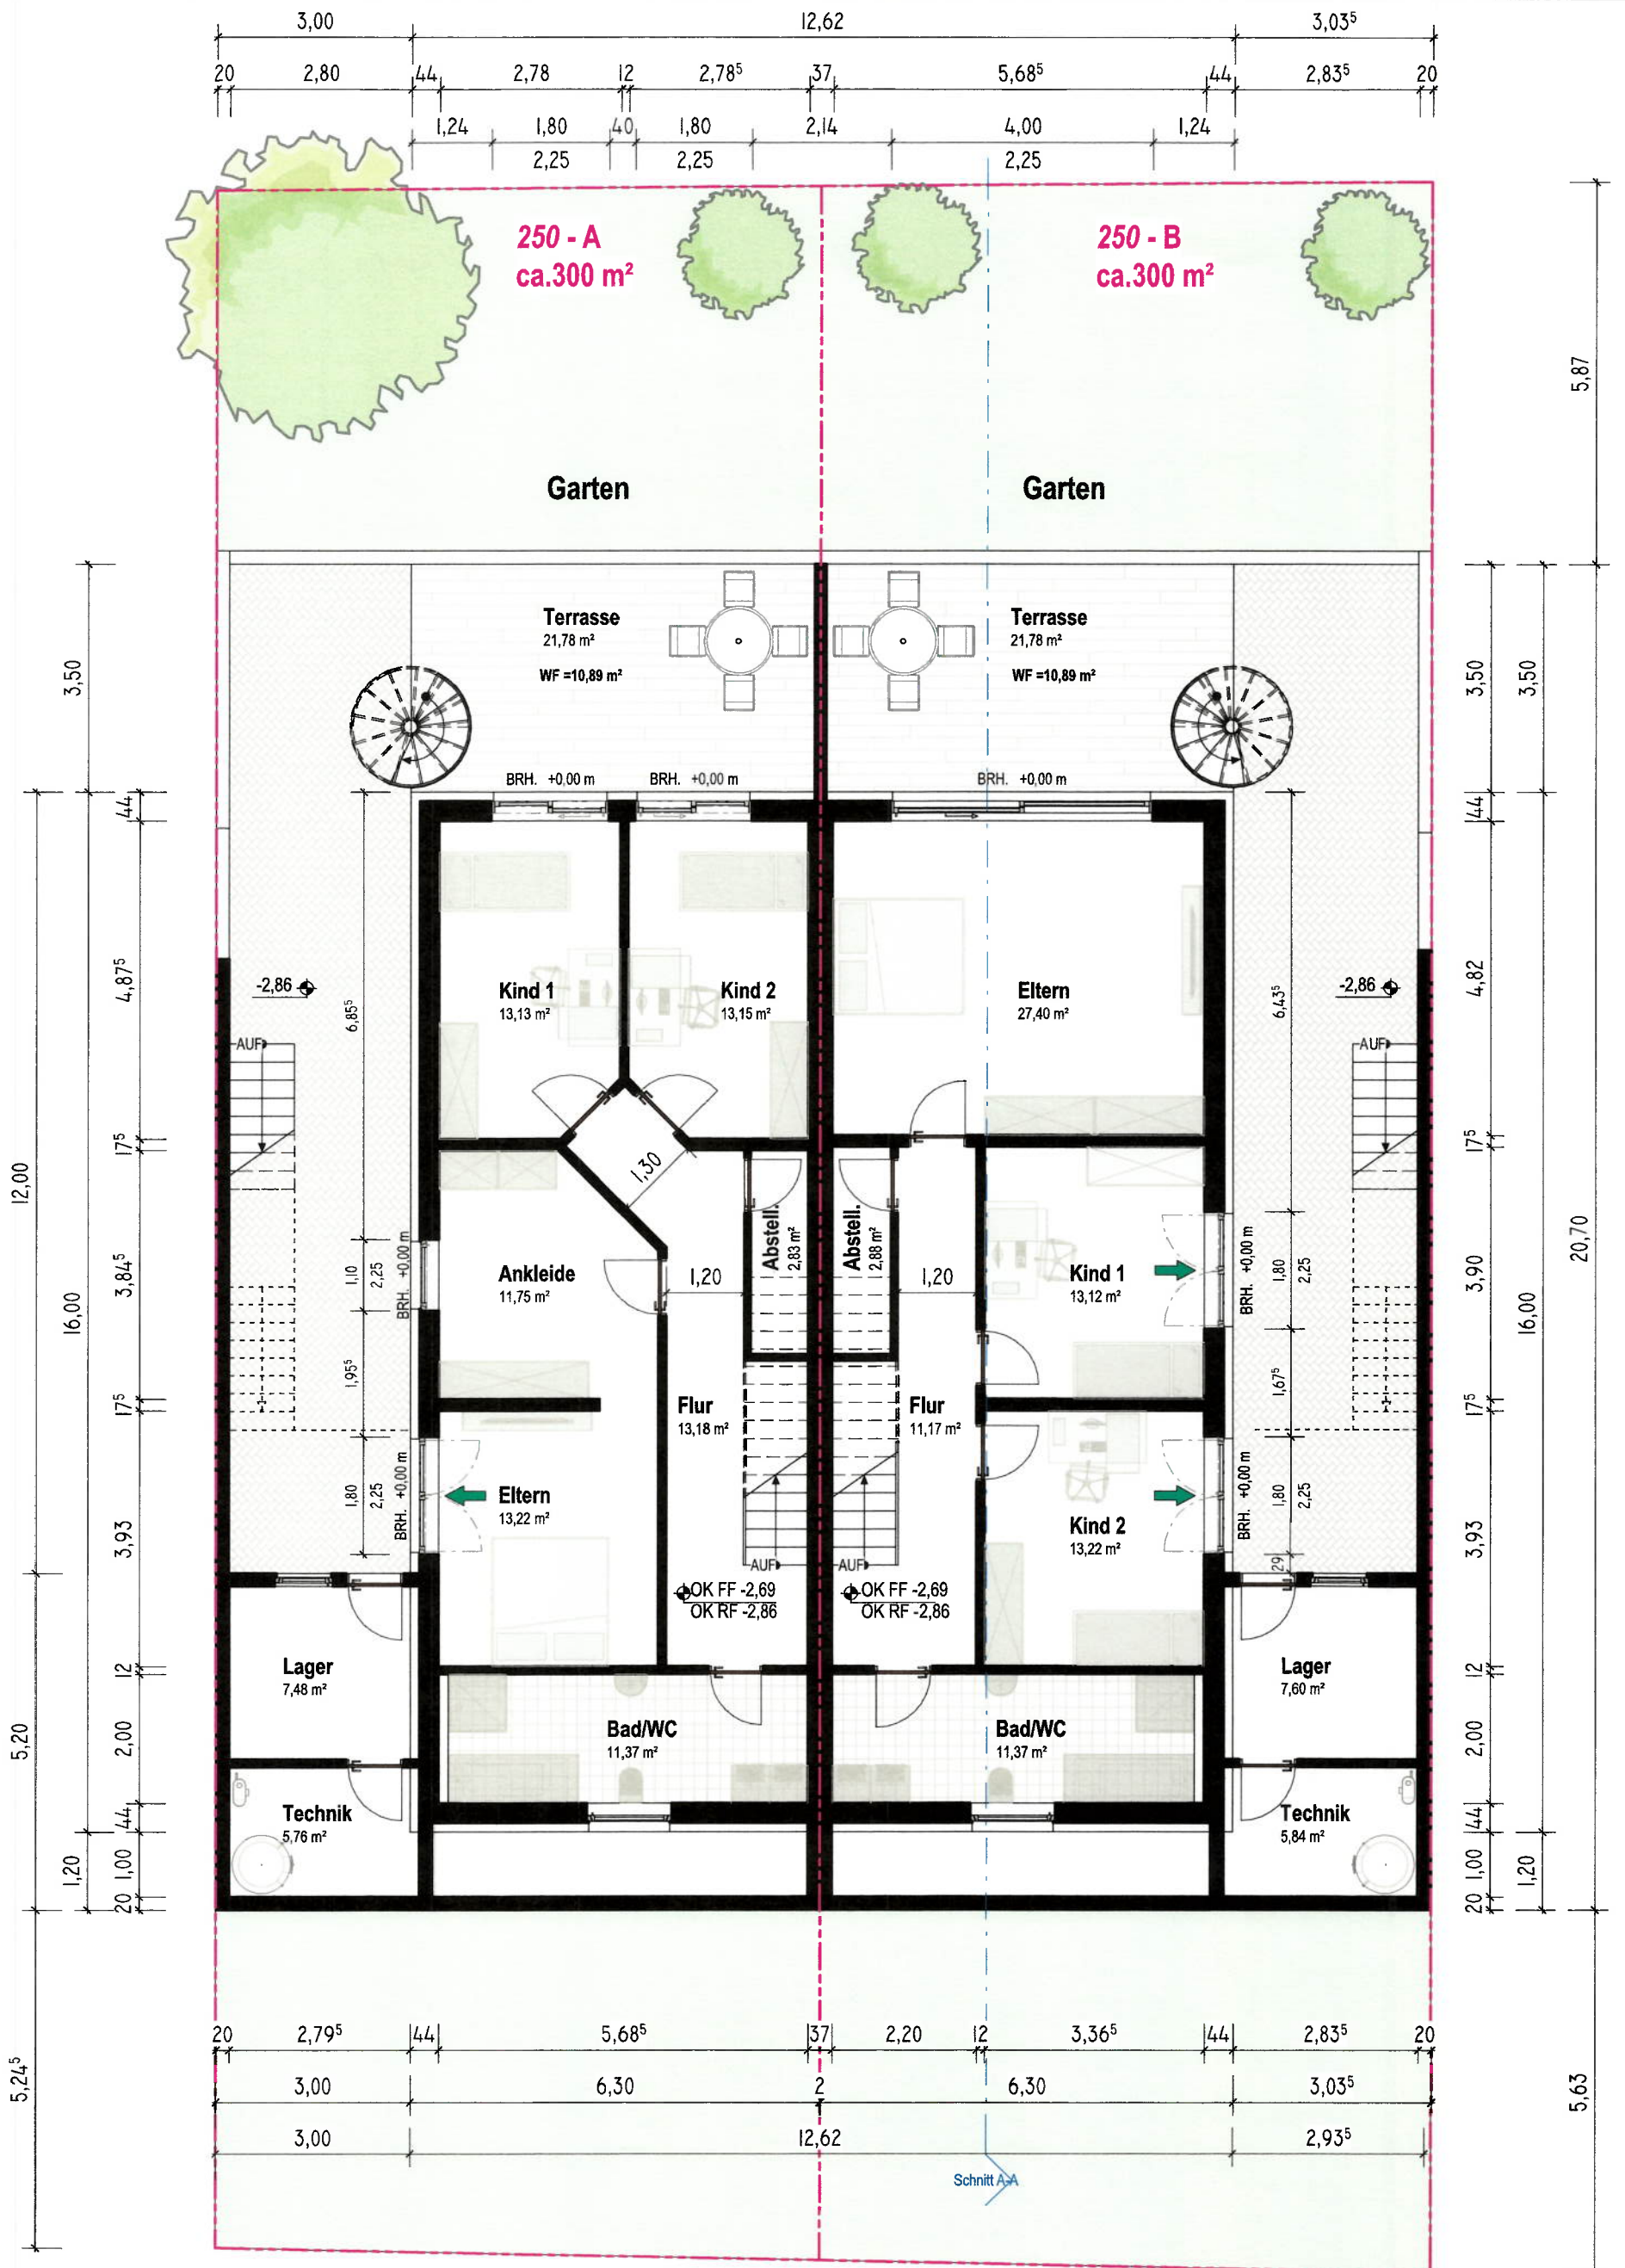 3,00 12,62 3,03⁵
20 2,80 44 2,78 12 2,78⁵ 37 5,68⁵ 44 2,83⁵ 20
1,24 1,80 40 1,80 2,14 4,00 1,24
2,25 2,25 2,25
250 - A
ca.300 m²
250 - B
ca.300 m²
5,87
Garten
Garten
Terrasse
21,78 m²
WF =10,89 m²
Terrasse
21,78 m²
WF =10,89 m²
3,50
3,50
3,50
BRH. +0,00 m
BRH. +0,00 m
BRH. +0,00 m
44
44
4,87⁵
-2,86
6,85⁵
Kind 1
13,13 m²
Kind 2
13,15 m²
Eltern
27,40 m²
6,43⁵
-2,86
4,82
AUF
AUF
17⁵
17⁵
12,00
1,30
Abstell.
2,83 m²
Abstell.
2,88 m²
20,70
3,84⁵
1,10
2,25
BRH. +0,00 m
Ankleide
11,75 m²
1,20
1,20
Kind 1
13,12 m²
BRH. +0,00 m
1,80
2,25
3,90
16,00
16,00
1,95⁵
1,67⁵
17⁵
17⁵
Flur
13,18 m²
Flur
11,17 m²
3,93
1,80
2,25
BRH. +0,00 m
Eltern
13,22 m²
Kind 2
13,22 m²
BRH. +0,00 m
1,80
2,25
3,93
29
AUF
AUF
OK FF -2,69
OK RF -2,86
OK FF -2,69
OK RF -2,86
12
12
Lager
7,48 m²
Lager
7,60 m²
5,20
2,00
Bad/WC
11,37 m²
Bad/WC
11,37 m²
2,00
44
44
Technik
5,76 m²
Technik
5,84 m²
1,20
1,00
1,00
1,20
20
20
20 2,79⁵ 44 5,68⁵ 37 2,20 12 3,36⁵ 44 2,83⁵ 20
5,24⁵
3,00 6,30 2 6,30 3,03⁵
5,63
3,00 12,62 2,93⁵
Schnitt A-A